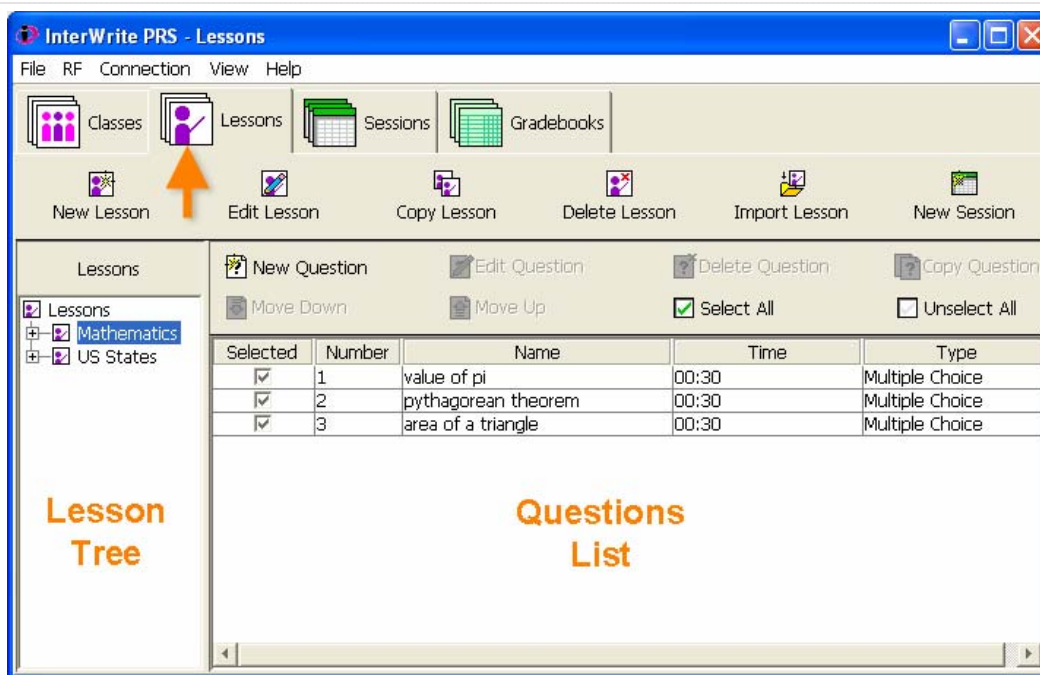 InterWrite PRS - Lessons
File RF Connection View Help
Classes Lessons Sessions Gradebooks
New Lesson Edit Lesson Copy Lesson Delete Lesson Import Lesson New Session
Lessons
New Question Edit Question Delete Question Copy Question
Move Down Move Up Select All Unselect All
Lessons
Mathematics
US States
Selected Number Name Time Type
1 value of pi 00:30 Multiple Choice
2 pythagorean theorem 00:30 Multiple Choice
3 area of a triangle 00:30 Multiple Choice
Lesson
Tree
Questions
List